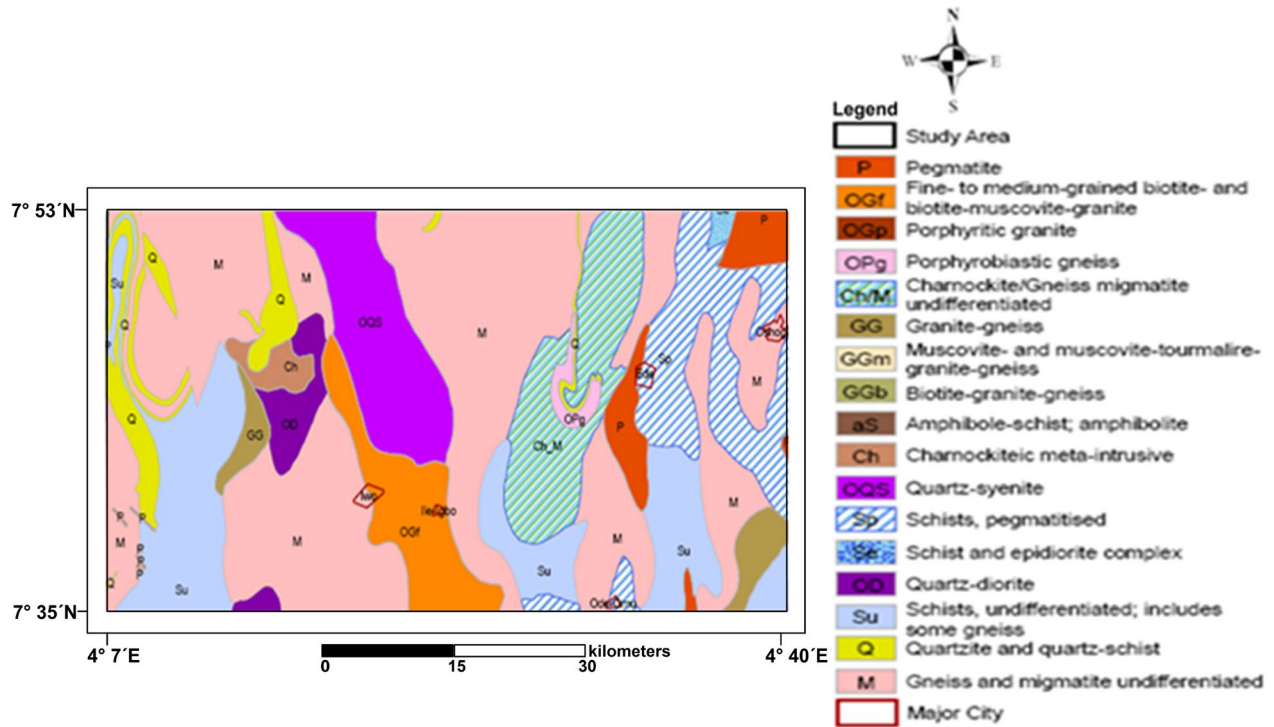 N
W
E
S
Legend
Study Area
P Pegmatite
OGf Fine- to medium-grained biotite- and
biotite-muscovite-granite
OGp Porphyritic granite
OPg Porphyrobiastic gneiss
Ch/M Charnockite/Gneiss migmatite
undifferentiated
GG Granite-gneiss
GGm Muscovite- and muscovite-tourmalire-
granite-gneiss
GGb Biotite-granite-gneiss
aS Amphibole-schist; amphibolite
Ch Charnockiteic meta-intrusive
OQS Quartz-syenite
Sp Schists, pegmatitised
Se Schist and epidiorite complex
OD Quartz-diorite
Su Schists, undifferentiated; includes
some gneiss
Q Quartzite and quartz-schist
M Gneiss and migmatite undifferentiated
Major City
7° 53´N
7° 35´N
4° 7´E
4° 40´E
0
15
30
kilometers
P
Q
M
M
Su
Q
Q
OQS
M
Q
Sp
Ede
Ch
M
Q
OPg
P
GG
OD
Ch_M
Iwo
M
P
P
OGf
M
M
M
Su
P
P
P
Q
Su
Su